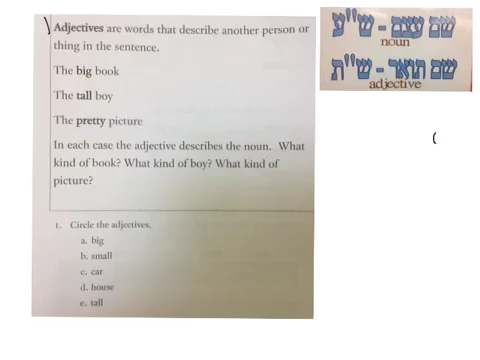 Adjectives are words that describe another person or
thing in the sentence.
The big book
The tall boy
The pretty picture
In each case the adjective describes the noun. What
kind of book? What kind of boy? What kind of
picture?
1. Circle the adjectives.
a. big
b. small
c. car
d. house
e. tall
שם עצם - ש"ע
noun
שם תואר - ש"ת
adjective